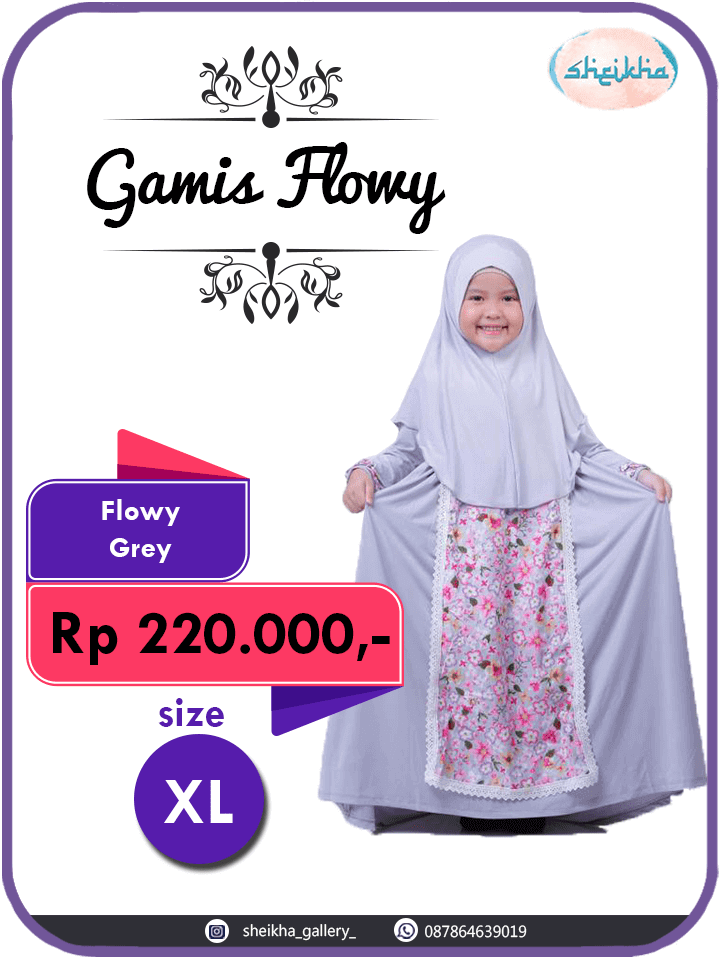 sheikha
Gamis Flowy
Flowy
Grey
Rp 220.000,-
size
XL
sheikha_gallery_ 087864639019